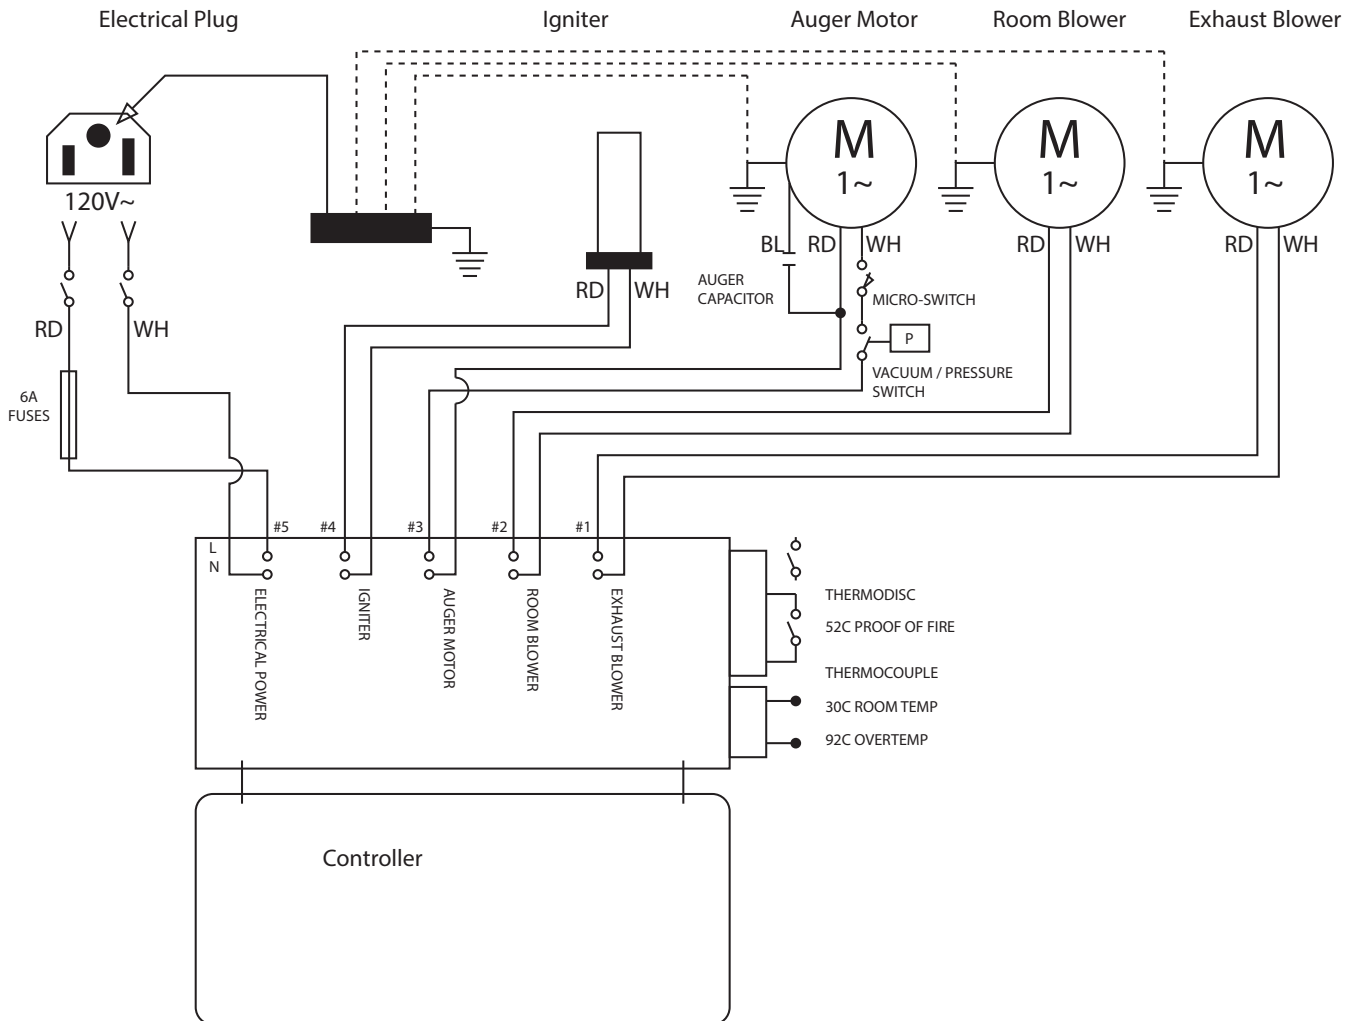 Electrical Plug
Igniter
Auger Motor
Room Blower
Exhaust Blower
M
1~
M
1~
M
1~
120V~
BL
RD
WH
RD
WH
RD
WH
AUGER
CAPACITOR
MICRO-SWITCH
RD
WH
RD
WH
P
VACUUM / PRESSURE
SWITCH
6A
FUSES
#5
#4
#3
#2
#1
L
N
ELECTRICAL POWER
IGNITER
AUGER MOTOR
ROOM BLOWER
EXHAUST BLOWER
THERMODISC
52C PROOF OF FIRE
THERMOCOUPLE
30C ROOM TEMP
92C OVERTEMP
Controller